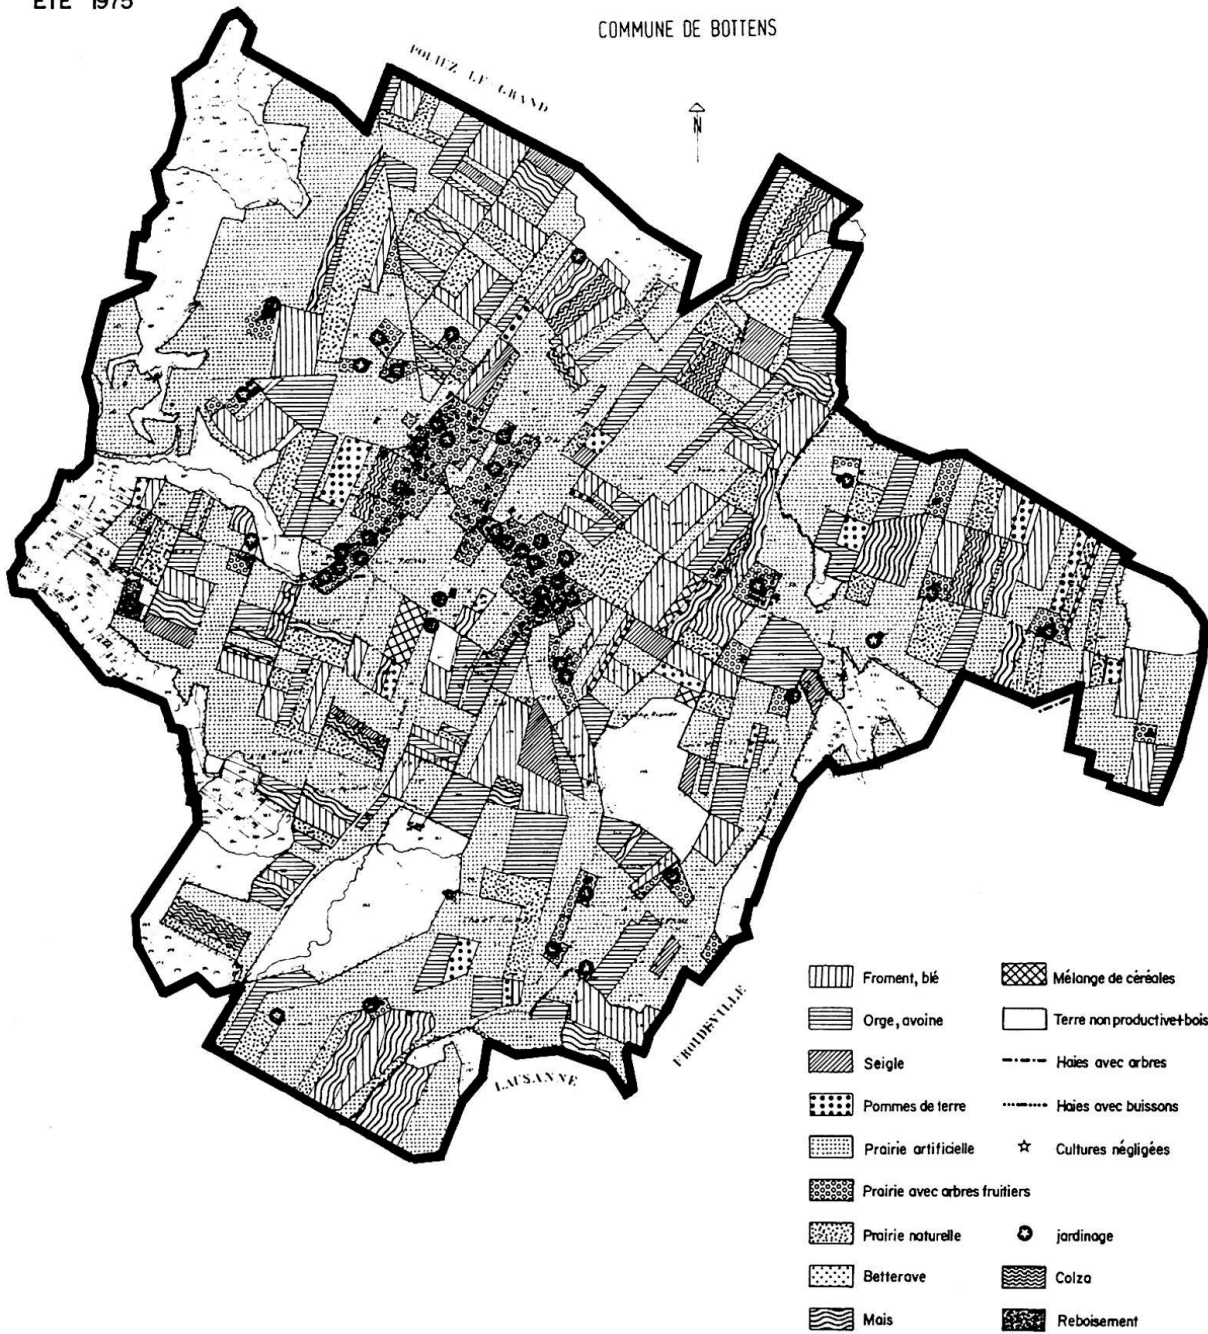 ETE 1975
COMMUNE DE BOTTENS
POLIEZ LE GRAND
N
LAUSANNE
FROIDEVILLE
Froment, blé
Orge, avoine
Seigle
Pommes de terre
Prairie artificielle
Prairie avec arbres fruitiers
Prairie naturelle
Betterave
Mais
Mélange de céréales
Terre non productive+bois
Haies avec arbres
Haies avec buissons
Cultures négligées
jardinage
Colza
Reboisement